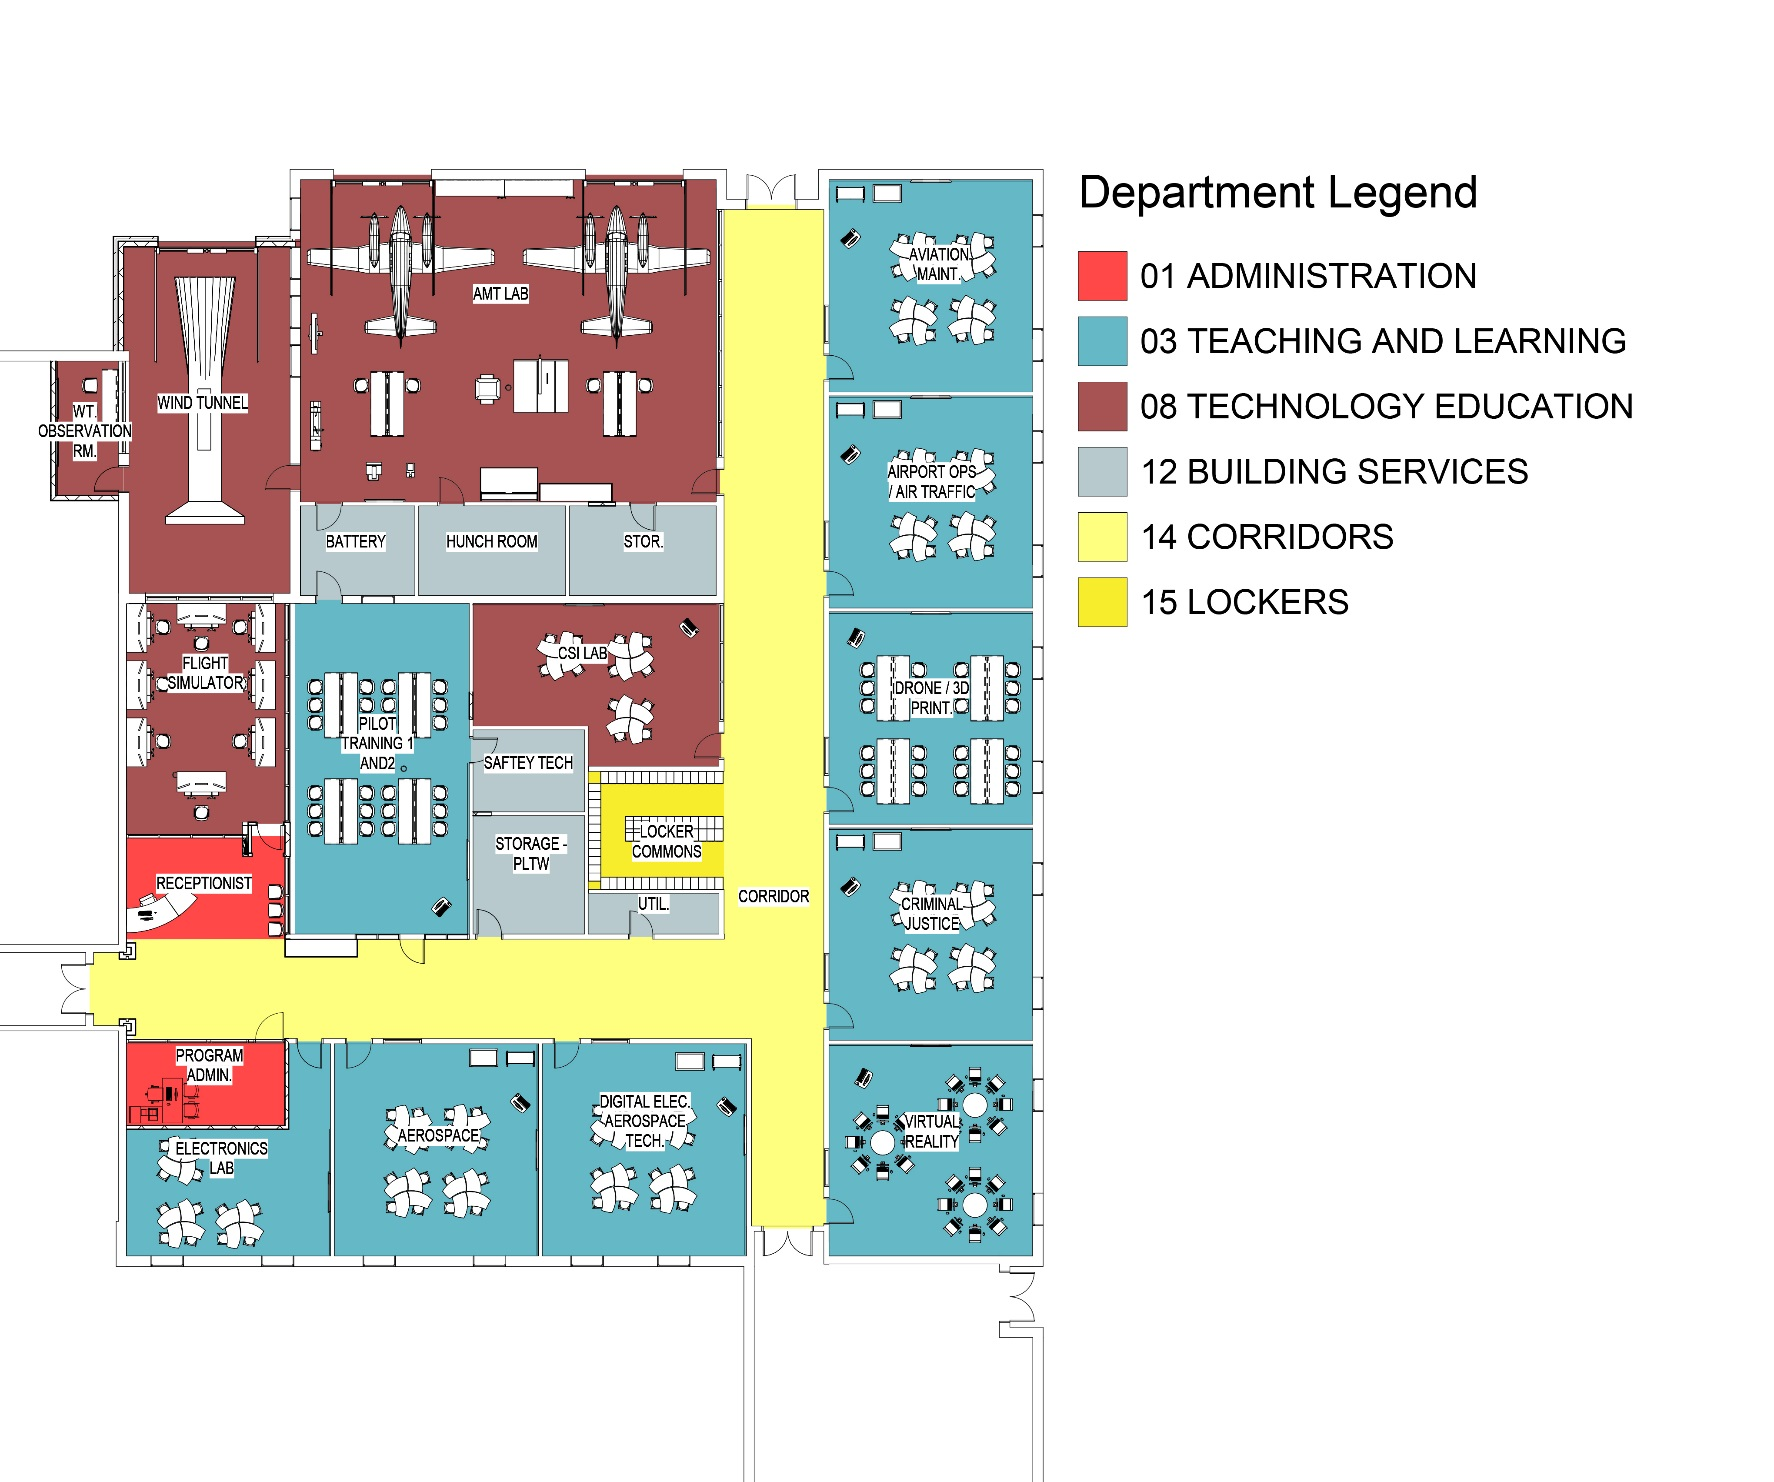 Department Legend
01 ADMINISTRATION
03 TEACHING AND LEARNING
08 TECHNOLOGY EDUCATION
12 BUILDING SERVICES
14 CORRIDORS
15 LOCKERS
AVIATION
MAINT.
AMT LAB
WIND TUNNEL
WT.
OBSERVATION
RM.
AIRPORT OPS
/ AIR TRAFFIC
BATTERY
HUNCH ROOM
STOR.
FLIGHT
SIMULATOR
CSI LAB
DRONE / 3D
PRINT.
PILOT
TRAINING 1
AND2
SAFTEY TECH
LOCKER
COMMONS
STORAGE -
PLTW
RECEPTIONIST
UTIL.
CORRIDOR
CRIMINAL
JUSTICE
PROGRAM
ADMIN.
ELECTRONICS
LAB
AEROSPACE
DIGITAL ELEC.
AEROSPACE
TECH.
VIRTUAL
REALITY